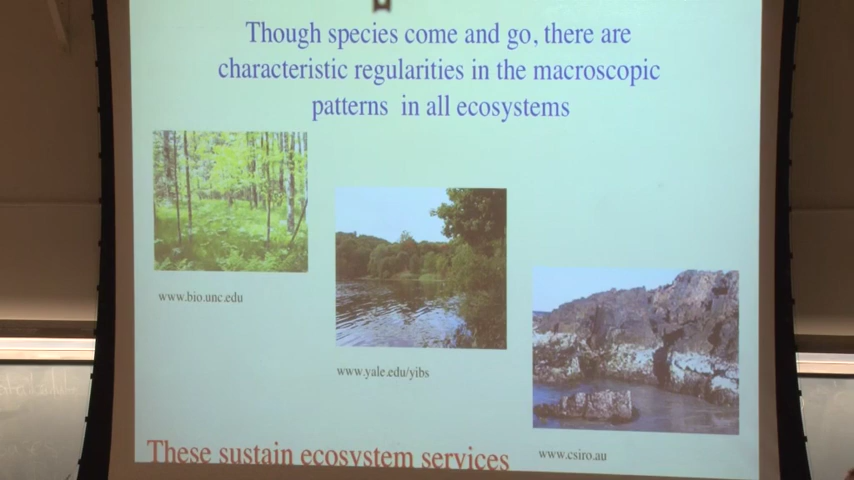 Though species come and go, there are
characteristic regularities in the macroscopic
patterns in all ecosystems
www.bio.unc.edu
www.yale.edu/yibs
www.csiro.au
These sustain ecosystem services